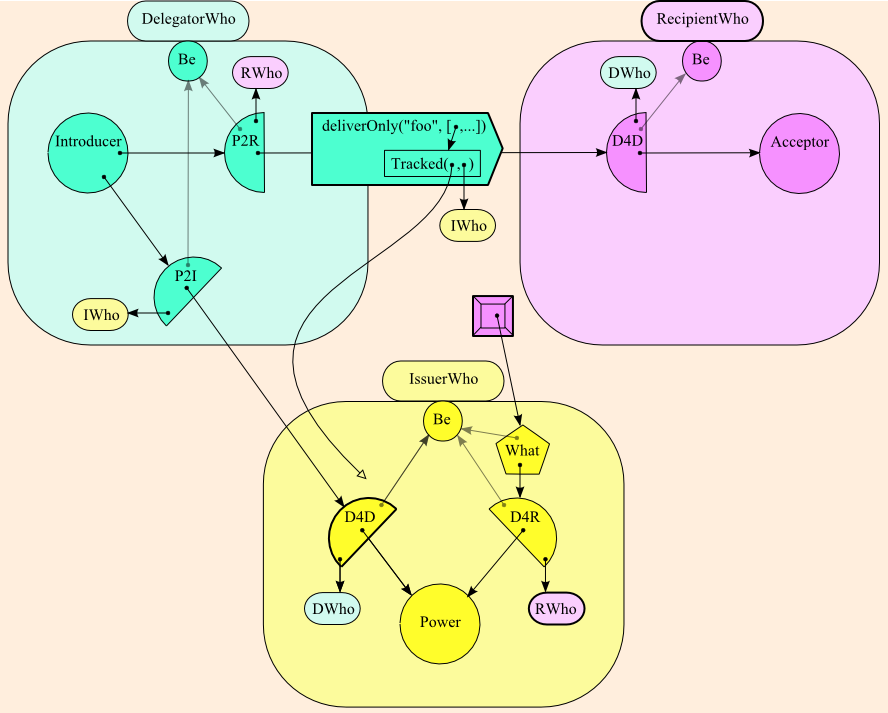 DelegatorWho
RecipientWho
Be
RWho
Introducer
P2R
deliverOnly("foo", [ ,...])
Tracked( , )
IWho
P2I
IWho
DWho
Be
D4D
Acceptor
IssuerWho
Be
What
D4D
D4R
DWho
Power
RWho